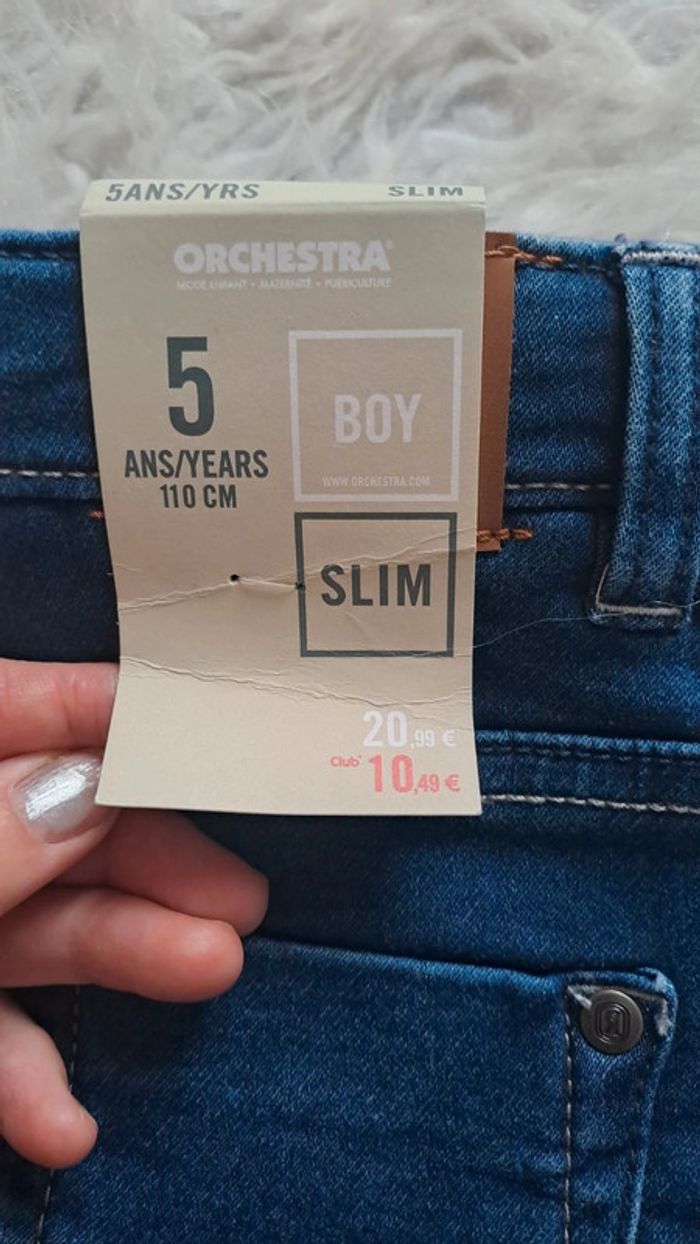 5ANS/YRS SLIM
ORCHESTRA®
MODE ENFANT • MATERNITÉ • PUÉRICULTURE
5
ANS/YEARS
110 CM
BOY
WWW.ORCHESTRA.COM
SLIM
20,99 €
Club* 10,49 €